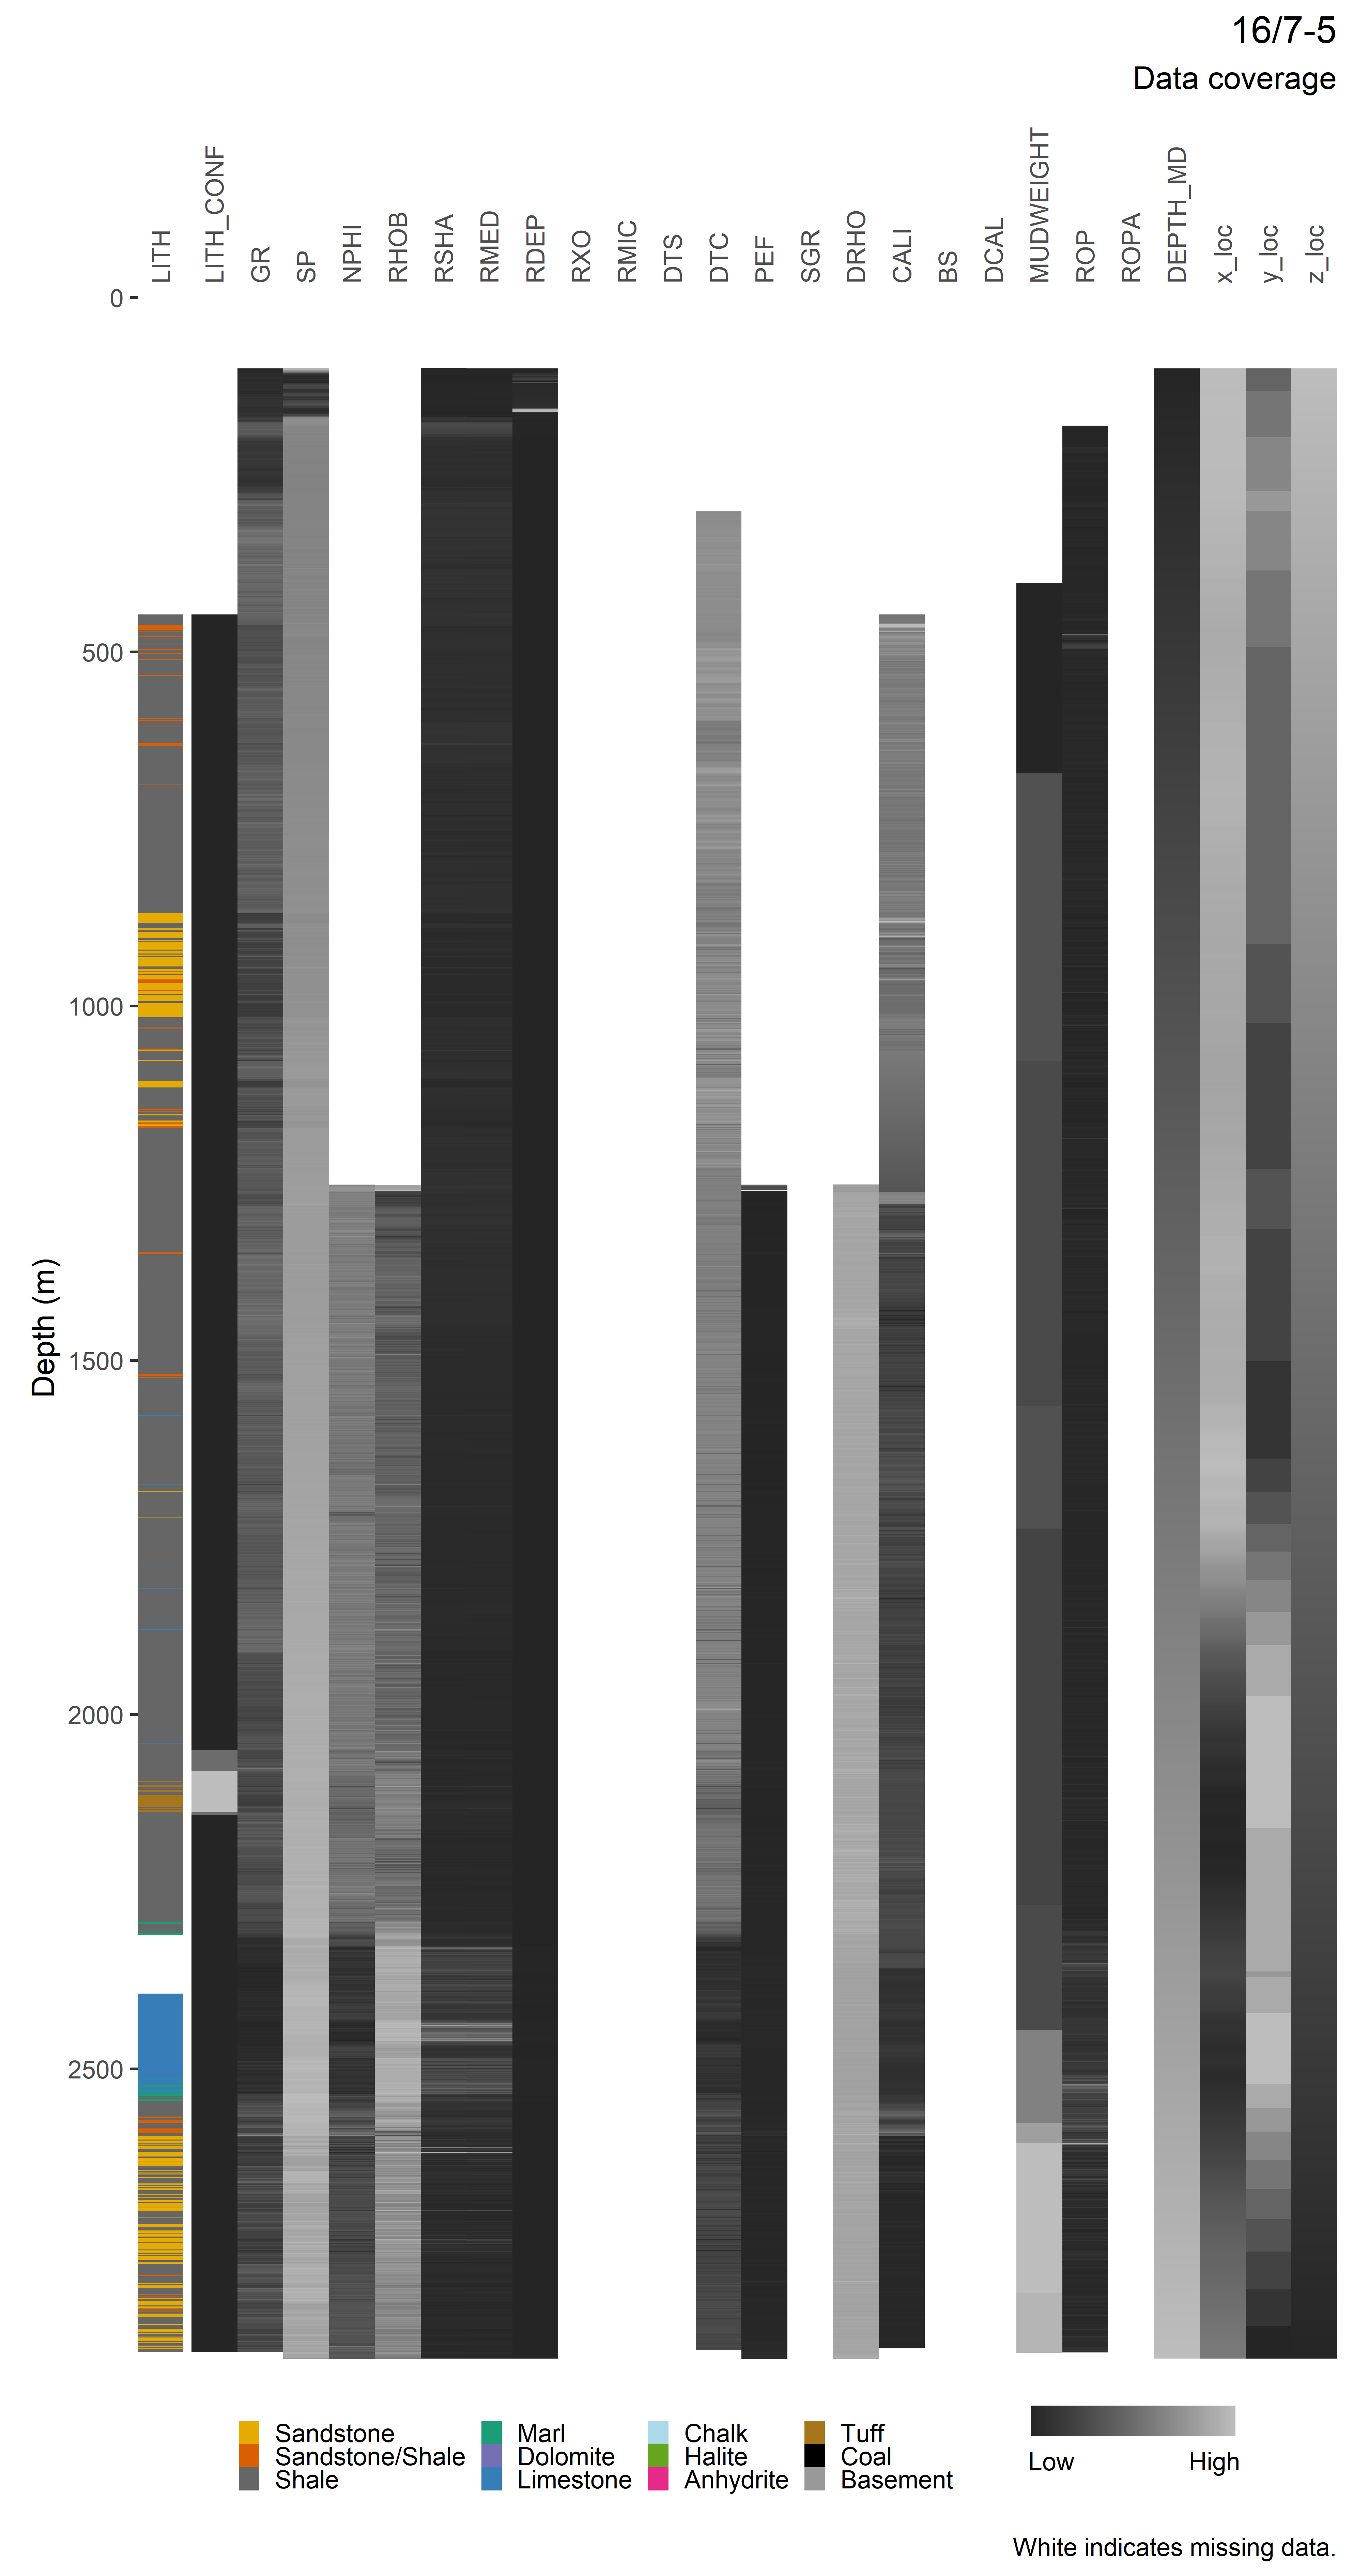 16/7-5
Data coverage
LITH
LITH_CONF
GR
SP
NPHI
RHOB
RSHA
RMED
RDEP
RXO
RMIC
DTS
DTC
PEF
SGR
DRHO
CALI
BS
DCAL
MUDWEIGHT
ROP
ROPA
DEPTH_MD
x_loc
y_loc
z_loc
0
500
1000
1500
2000
2500
Depth (m)
Sandstone
Sandstone/Shale
Shale
Marl
Dolomite
Limestone
Chalk
Halite
Anhydrite
Tuff
Coal
Basement
Low High
White indicates missing data.